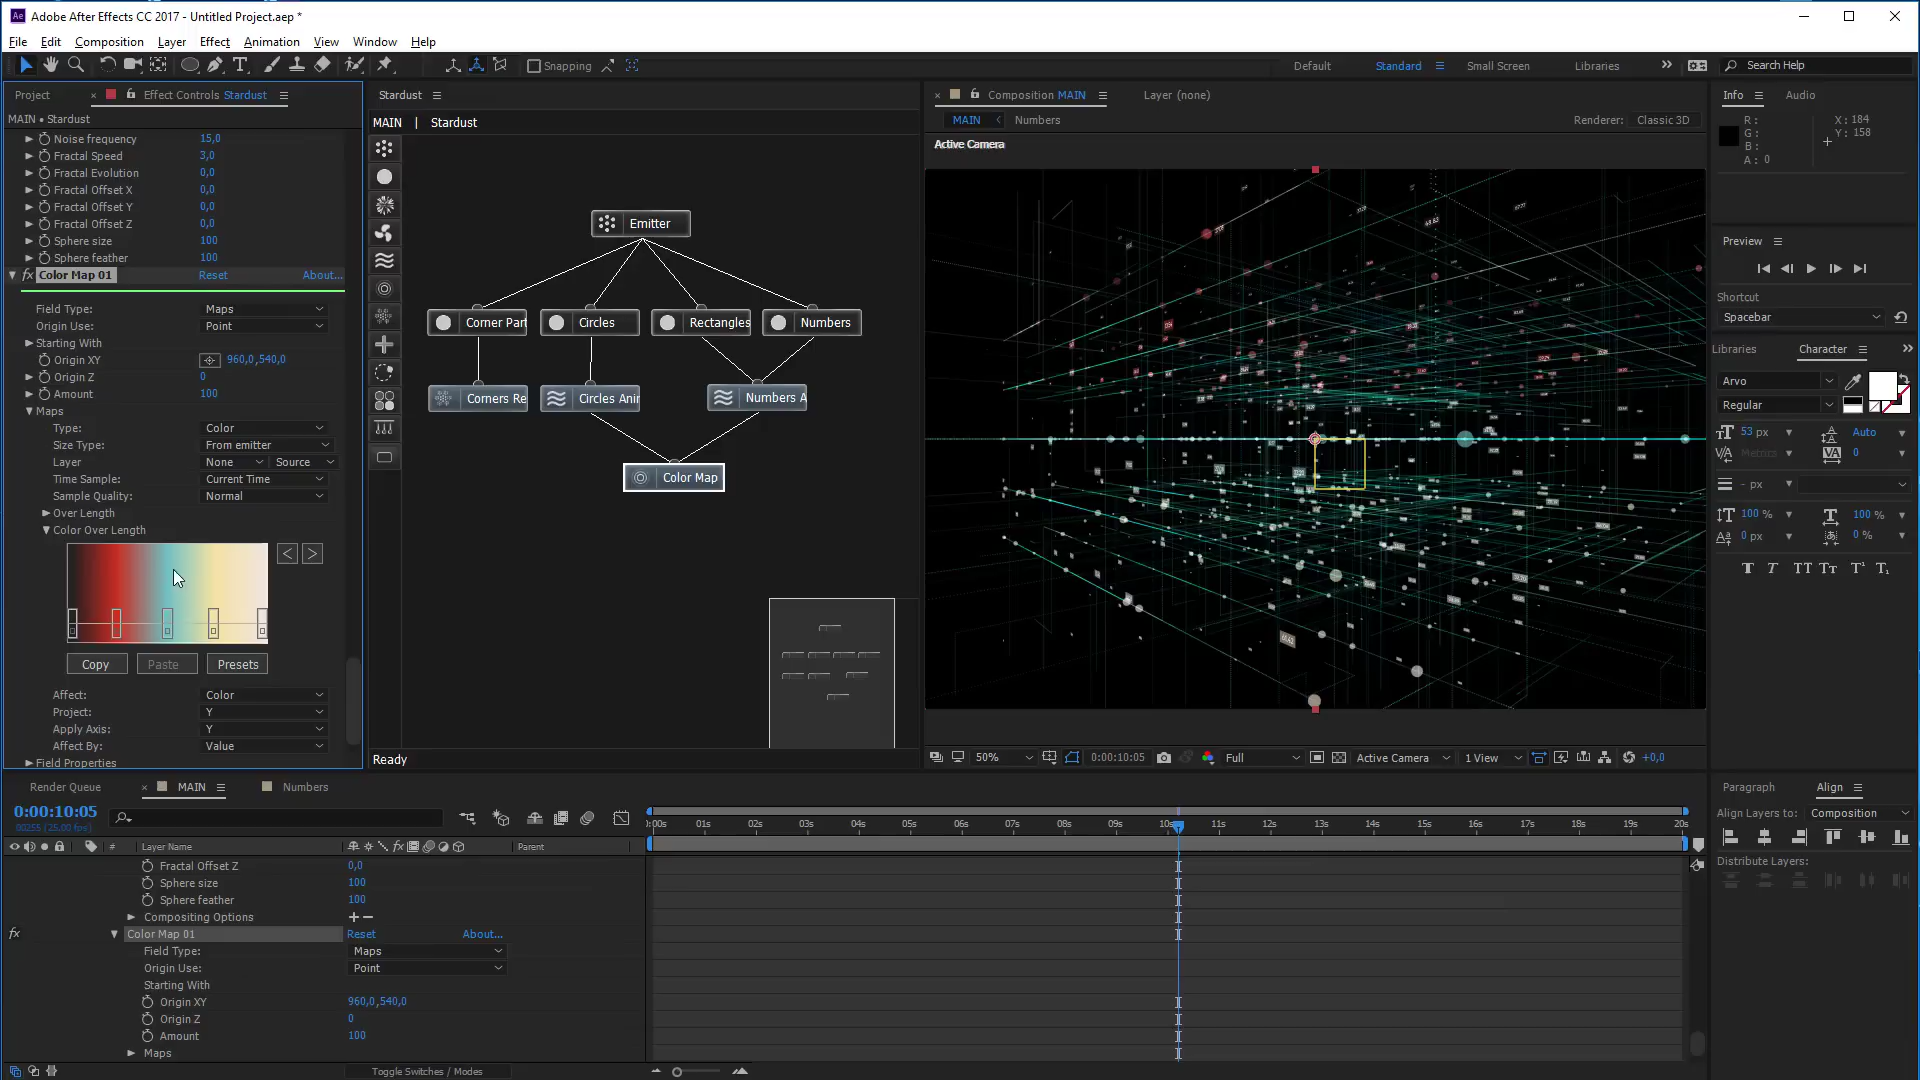 Ae Adobe After Effects CC 2017 - Untitled Project.aep *
File Edit Composition Layer Effect Animation View Window Help
Snapping
Default Standard Small Screen Libraries
Search Help
Project
Effect Controls Stardust
MAIN • Stardust
Noise frequency 15,0
Fractal Speed 3,0
Fractal Evolution 0,0
Fractal Offset X 0,0
Fractal Offset Y 0,0
Fractal Offset Z 0,0
Sphere size 100
Sphere feather 100
fx Color Map 01 Reset About...
Field Type: Maps
Origin Use: Point
Starting With
Origin XY 960,0,540,0
Origin Z 0
Amount 100
Maps
Type: Color
Size Type: From emitter
Layer None Source
Time Sample: Current Time
Sample Quality: Normal
Over Length
Color Over Length
< >
Copy Paste Presets
Affect: Color
Project: Y
Apply Axis: Y
Affect By: Value
Field Properties
Stardust
MAIN | Stardust
Emitter
Corner Part
Circles
Rectangles
Numbers
Corners Re
Circles Anir
Numbers A
Color Map
Ready
Composition MAIN
Layer (none)
MAIN Numbers
Renderer: Classic 3D
Active Camera
50% 0:00:10:05 Full Active Camera 1 View +0,0
Info Audio
R:
G:
B:
A: 0
X: 184
Y: 158
Preview
Shortcut
Spacebar
Libraries Character
Arvo
Regular
53 px Auto
Metrics 0
- px
100 % 100 %
0 px 0 %
T T TT Tт T¹ T₁
Render Queue MAIN Numbers
0:00:10:05
00255 (25.00 fps)
# Layer Name Parent
:00s 01s 02s 03s 04s 05s 06s 07s 08s 09s 10s 11s 12s 13s 14s 15s 16s 17s 18s 19s 20s
Fractal Offset Z 0,0
Sphere size 100
Sphere feather 100
Compositing Options + −
fx Color Map 01 Reset About...
Field Type: Maps
Origin Use: Point
Starting With
Origin XY 960,0,540,0
Origin Z 0
Amount 100
Maps
Toggle Switches / Modes
Paragraph Align
Align Layers to: Composition
Distribute Layers: